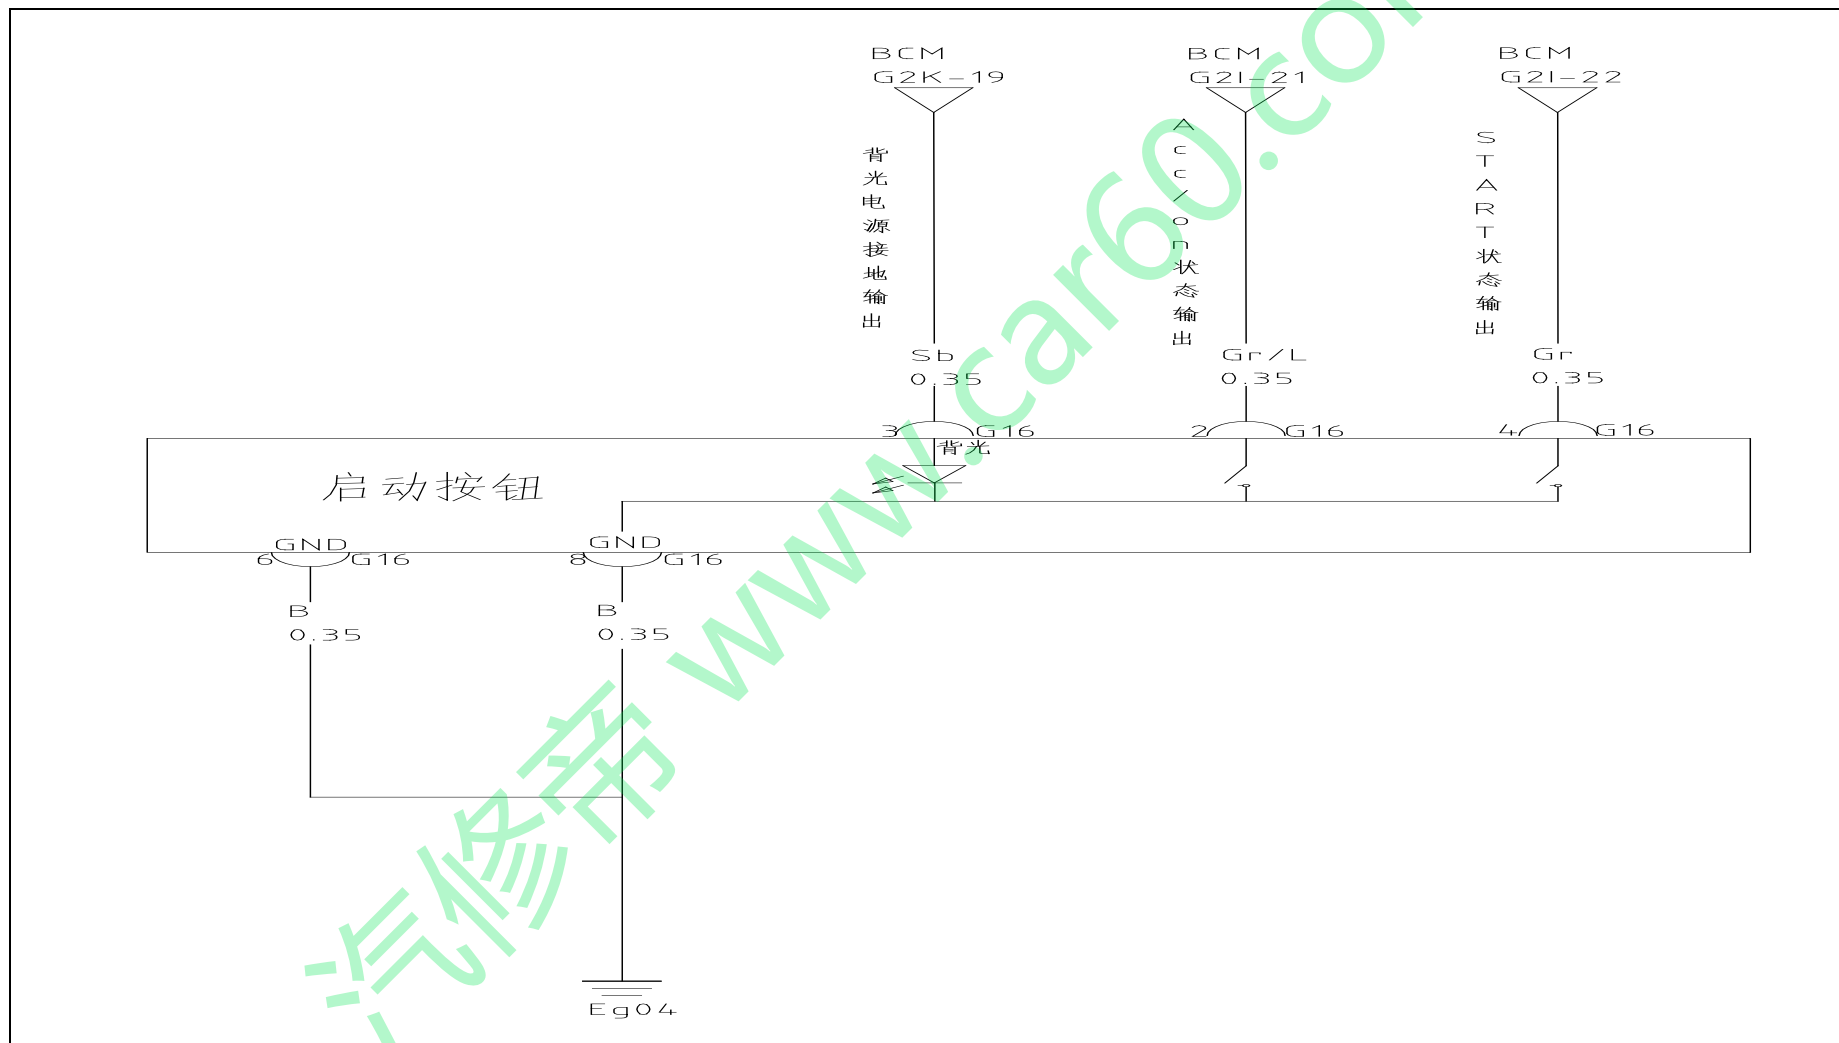 BCM
G2K-19
BCM
G2I-21
BCM
G2I-22
背光电源接地输出
Acc/on状态输出
START状态输出
Sb
0.35
Gr/L
0.35
Gr
0.35
3
G16
2
G16
4
G16
背光
启动按钮
GND
6
G16
GND
8
G16
B
0.35
B
0.35
Eg04
汽修帝 www.car60.com